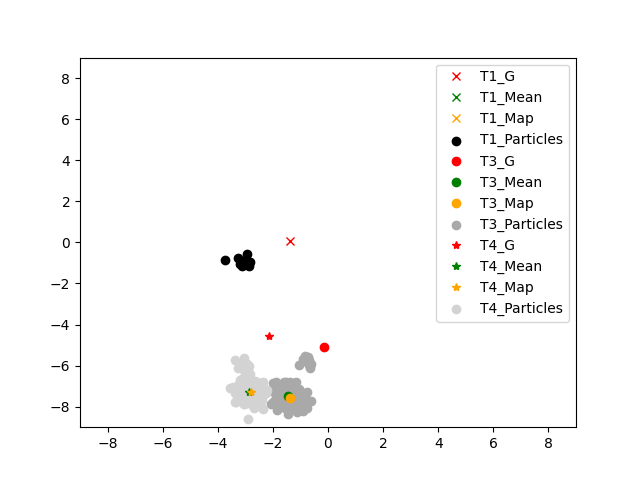 8
6
4
2
0
−2
−4
−6
−8
−8
−6
−4
−2
0
2
4
6
8
T1_G
T1_Mean
T1_Map
T1_Particles
T3_G
T3_Mean
T3_Map
T3_Particles
T4_G
T4_Mean
T4_Map
T4_Particles